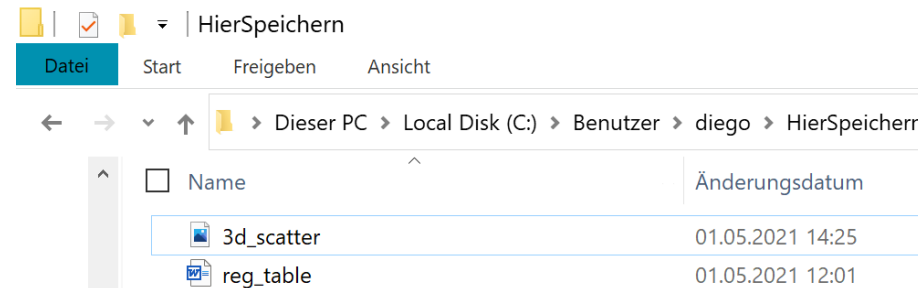 HierSpeichern
Datei Start Freigeben Ansicht
Dieser PC > Local Disk (C:) > Benutzer > diego > HierSpeichern
Name Änderungsdatum
3d_scatter 01.05.2021 14:25
reg_table 01.05.2021 12:01